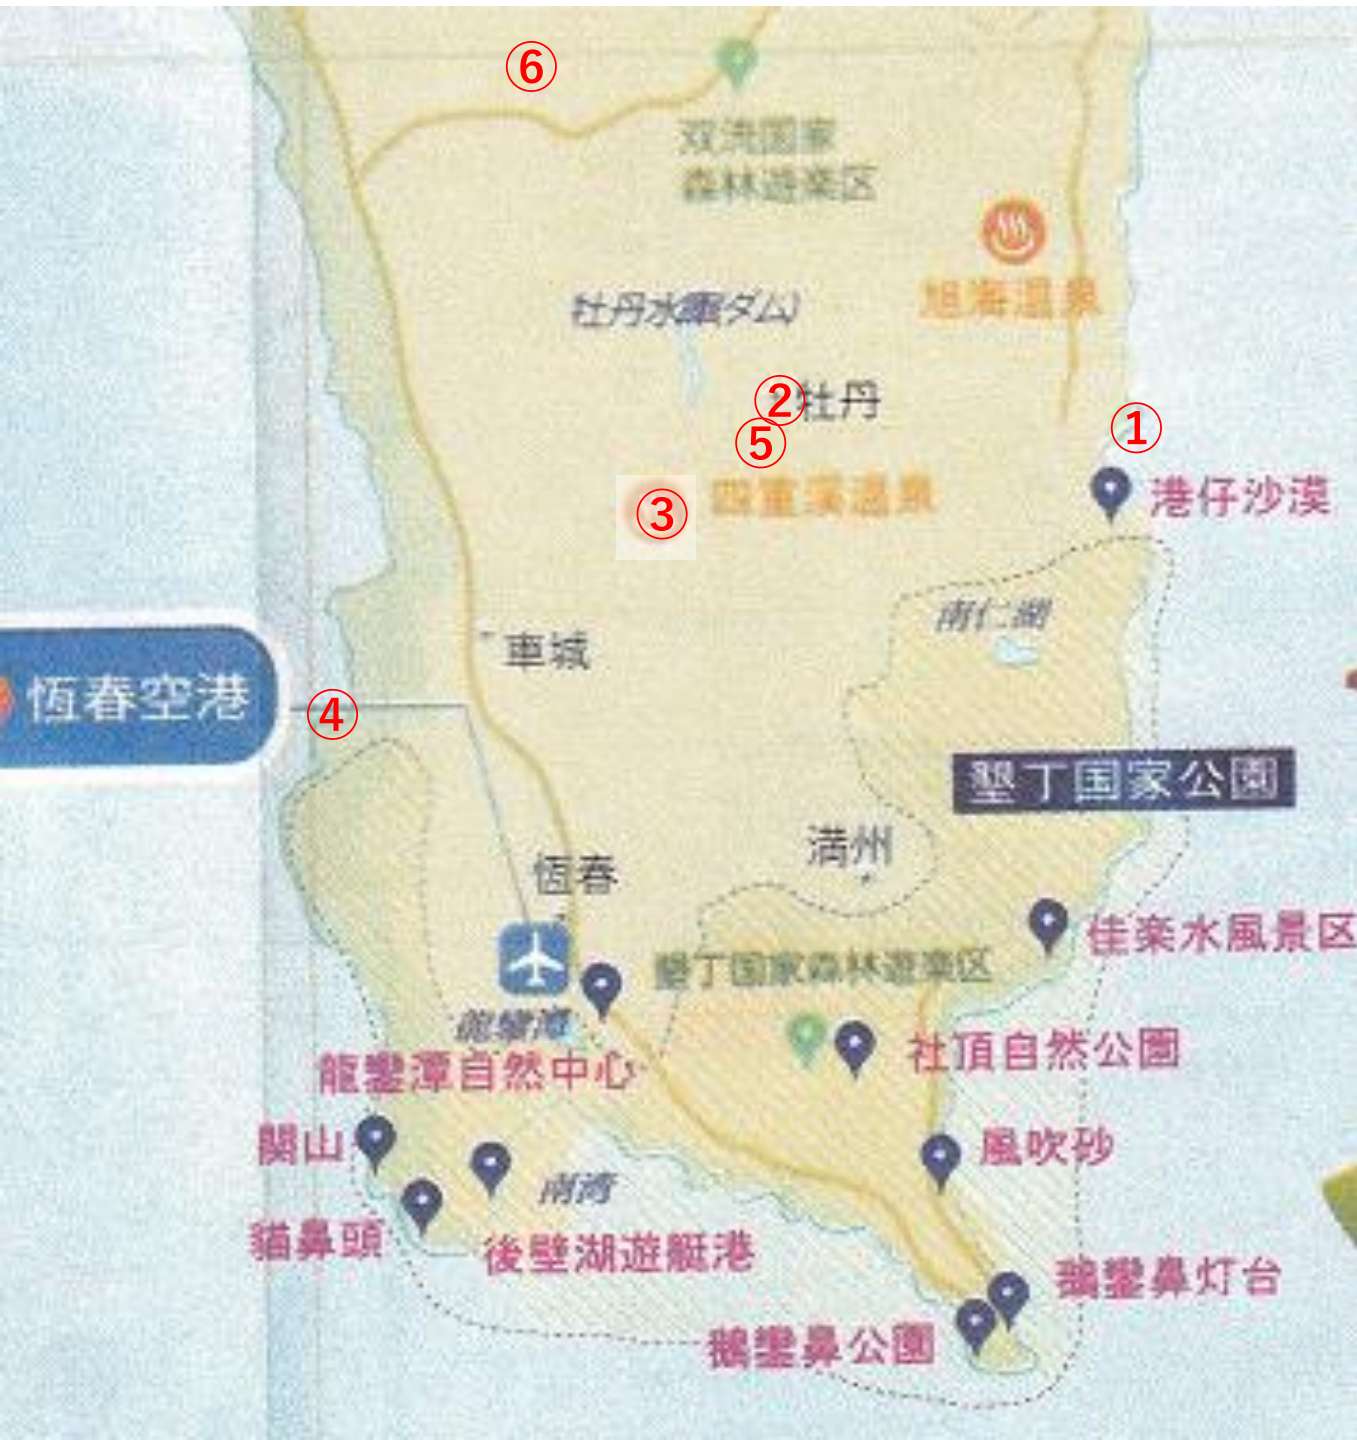 ⑥
双流国家
森林遊楽区
旭海温泉
牡丹水庫(ダム)
②牡丹
⑤
①
四重渓温泉
③
港仔沙漠
南仁湖
車城
恆春空港
④
墾丁国家公園
満州
恆春
佳楽水風景区
墾丁国家森林遊楽区
龍鑾潭
社頂自然公園
龍鑾潭自然中心
関山
風吹砂
南湾
貓鼻頭
後壁湖遊艇港
鵝鑾鼻灯台
鵝鑾鼻公園